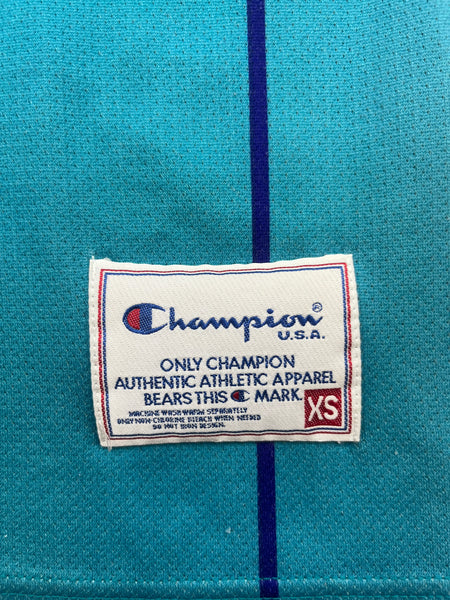 Champion®
U.S.A.
ONLY CHAMPION
AUTHENTIC ATHLETIC APPAREL
BEARS THIS C MARK.
XS
MACHINE WASH WARM SEPARATELY
ONLY NON-CHLORINE BLEACH WHEN NEEDED
DO NOT IRON DESIGN.